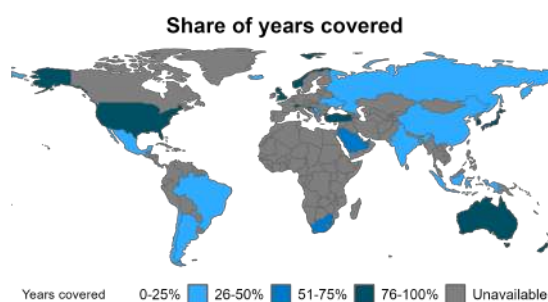 Share of years covered
Years covered 0-25% 26-50% 51-75% 76-100% Unavailable